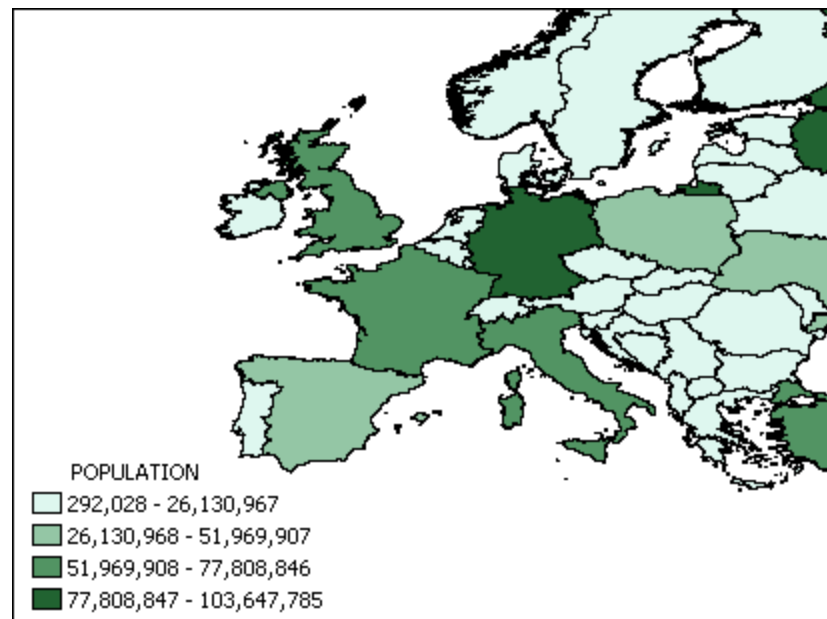 POPULATION
292,028 - 26,130,967
26,130,968 - 51,969,907
51,969,908 - 77,808,846
77,808,847 - 103,647,785